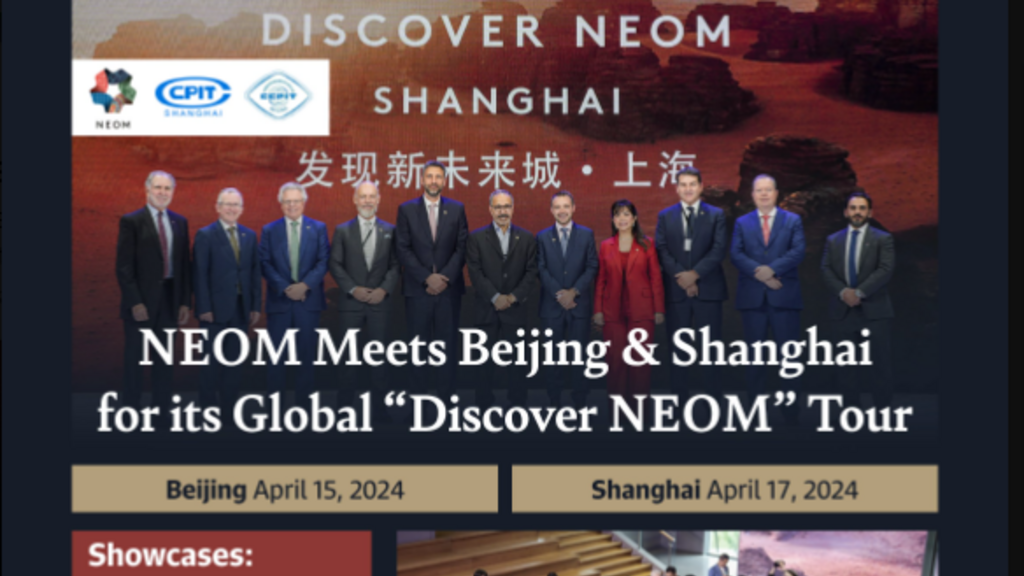 DISCOVER NEOM
SHANGHAI
NEOM
CPIT
SHANGHAI
CCPIT
发现新未来城·上海
NEOM Meets Beijing & Shanghai
for its Global “Discover NEOM” Tour
Beijing April 15, 2024
Shanghai April 17, 2024
Showcases: